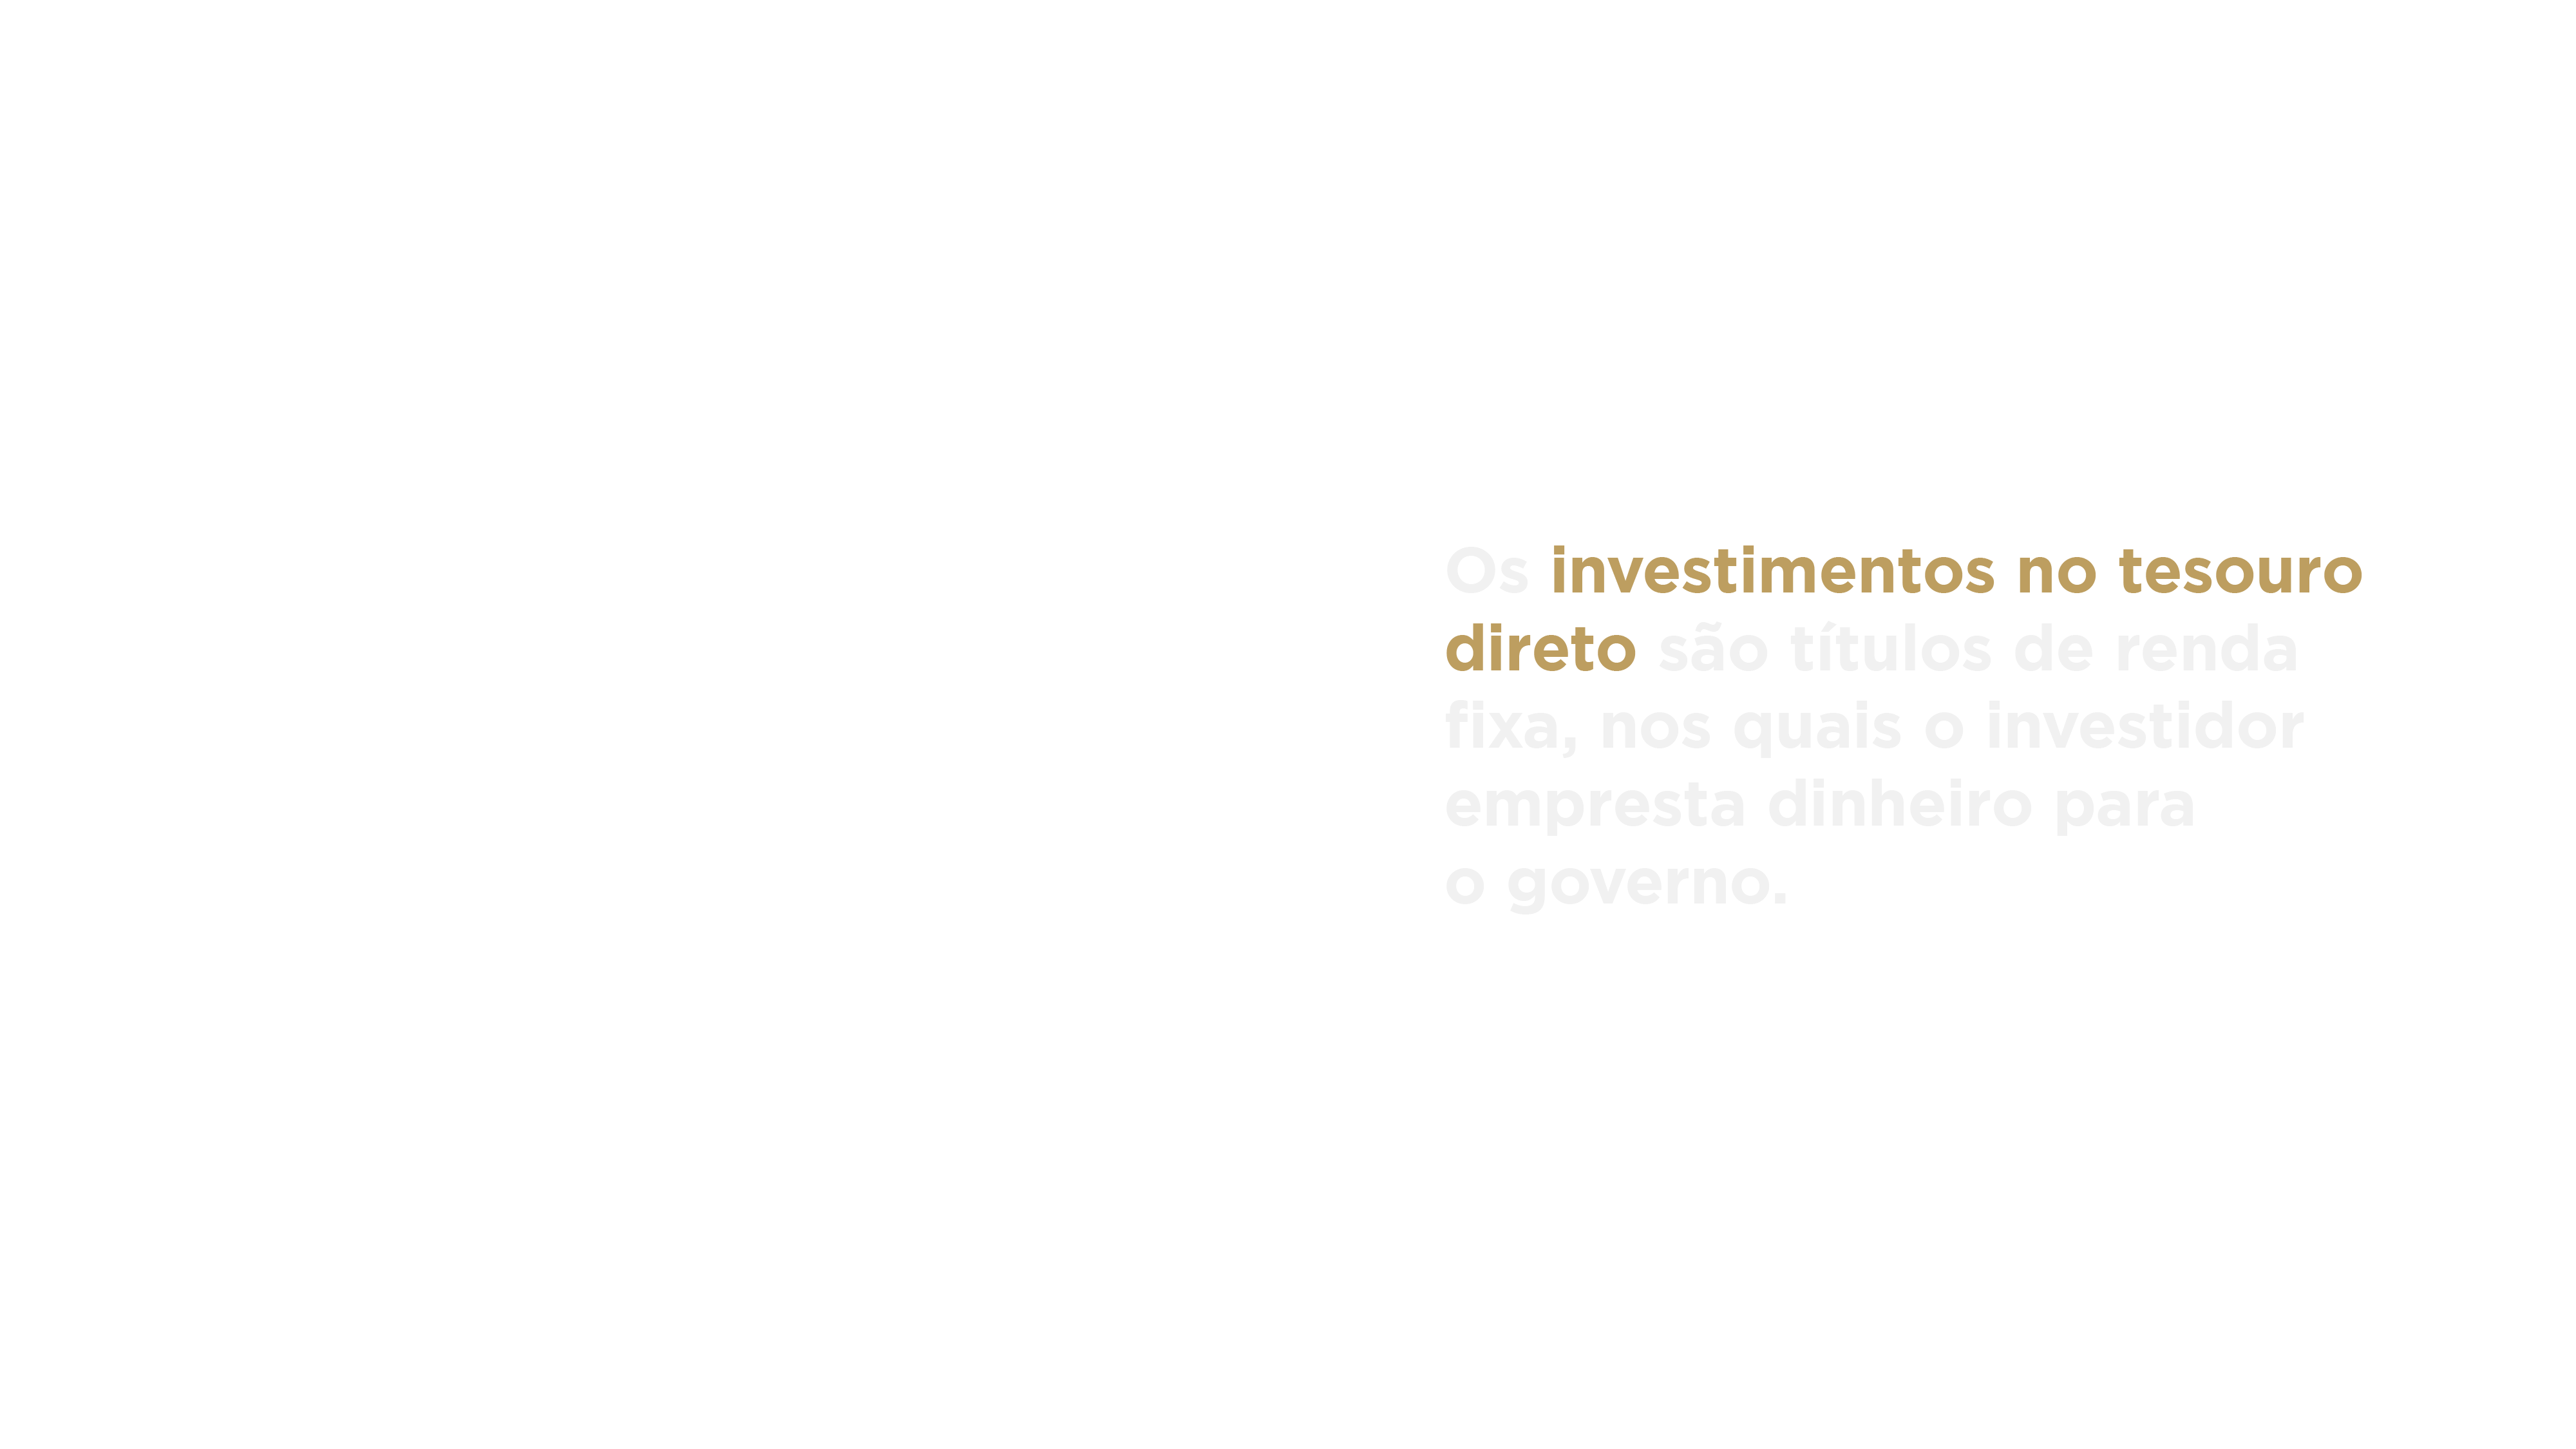 Os investimentos no tesouro
direto são títulos de renda
fixa, nos quais o investidor
empresta dinheiro para
o governo.